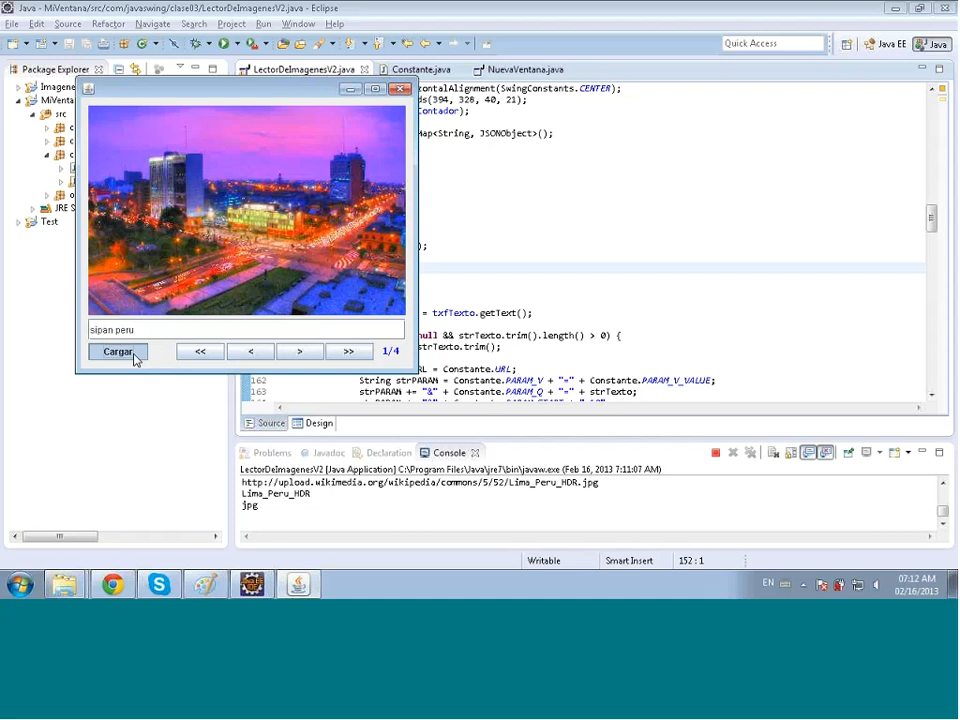 Java - MiVentana/src/com/javaswing/clase03/LectorDeImagenesV2.java - Eclipse
File Edit Source Refactor Navigate Search Project Run Window Help
Quick Access
Java EE
Java
Package Explorer
LectorDeImagenesV2.java
Constante.java
NuevaVentana.java
Imagene
MiVenta
src
c
c
c
o
JRE S
Test
ontalAlignment(SwingConstants.CENTER);
ds(394, 328, 40, 21);
Contador);
Map<String, JSONObject>();
);
= txfTexto.getText();
null && strTexto.trim().length() > 0) {
strTexto.trim();
RL = Constante.URL;
162 String strPARAM = Constante.PARAM_V + "=" + Constante.PARAM_V_VALUE;
163 strPARAM += "&" + Constante.PARAM_Q + "=" + strTexto;
sipan peru
Cargar
<< < > >> 1/4
Source Design
Problems Javadoc Declaration Console
LectorDeImagenesV2 [Java Application] C:\Program Files\Java\jre7\bin\javaw.exe (Feb 16, 2013 7:11:07 AM)
http://upload.wikimedia.org/wikipedia/commons/5/52/Lima_Peru_HDR.jpg
Lima_Peru_HDR
jpg
Writable
Smart Insert
152 : 1
EN
07:12 AM
02/16/2013